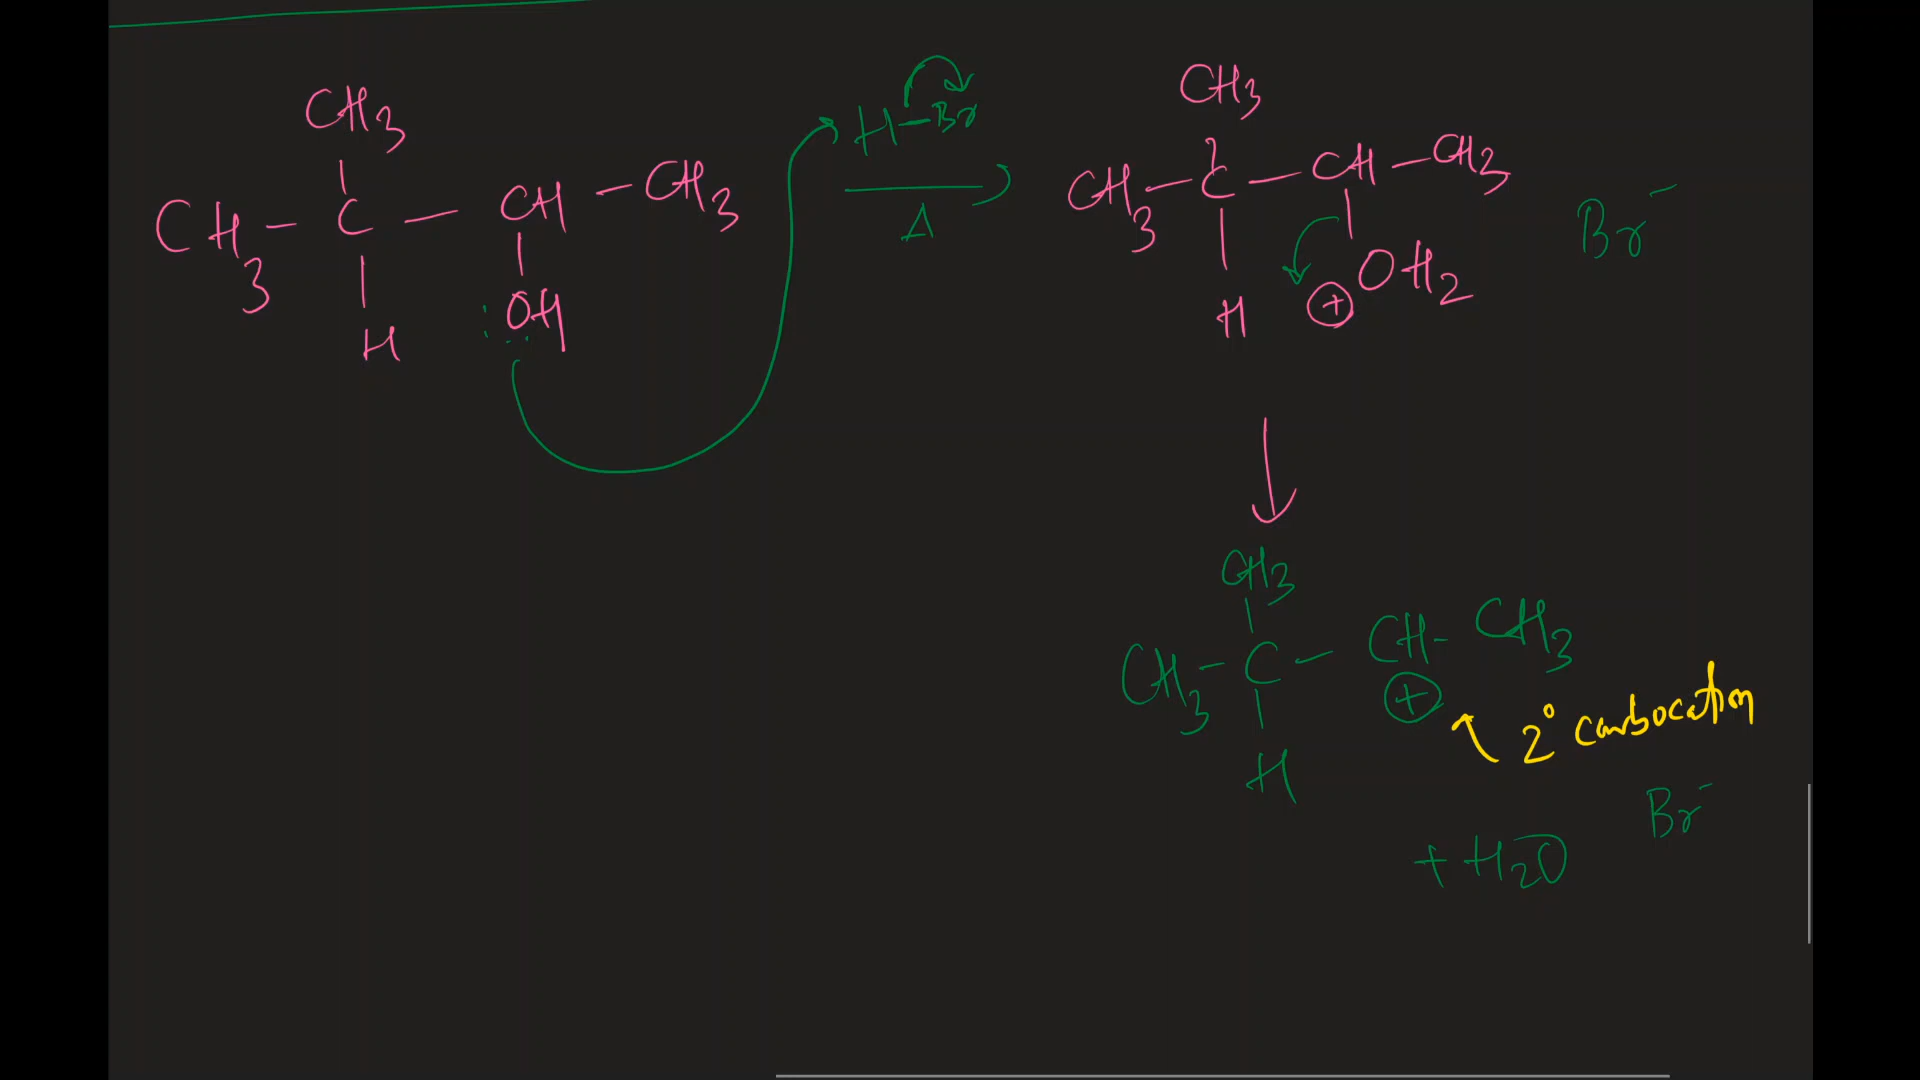 CH3
CH3 - C - CH - CH3
H
:OH
H-Br
Δ
CH3
CH3 - C - CH - CH3
H
⊕ OH2
Br⁻
CH3
CH3 - C - CH - CH3
⊕
H
2° carbocation
Br⁻
+ H2O